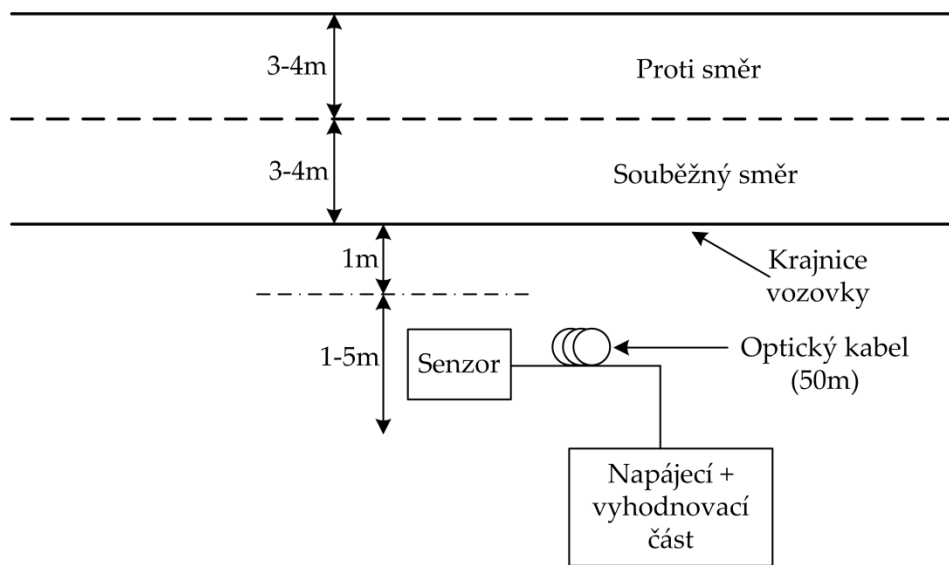 3-4m
Proti směr
3-4m
Souběžný směr
1m
Krajnice
vozovky
1-5m
Senzor
Optický kabel
(50m)
Napájecí +
vyhodnovací
část